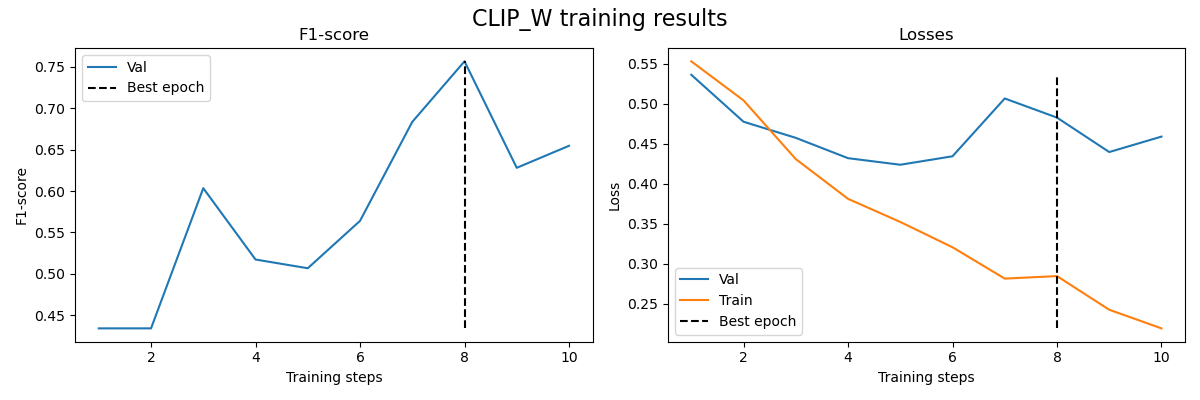 CLIP_W training results
F1-score
Val
Best epoch
0.75
0.70
0.65
0.60
0.55
0.50
0.45
F1-score
2
4
6
8
10
Training steps
Losses
0.55
0.50
0.45
0.40
0.35
0.30
0.25
Loss
Val
Train
Best epoch
2
4
6
8
10
Training steps